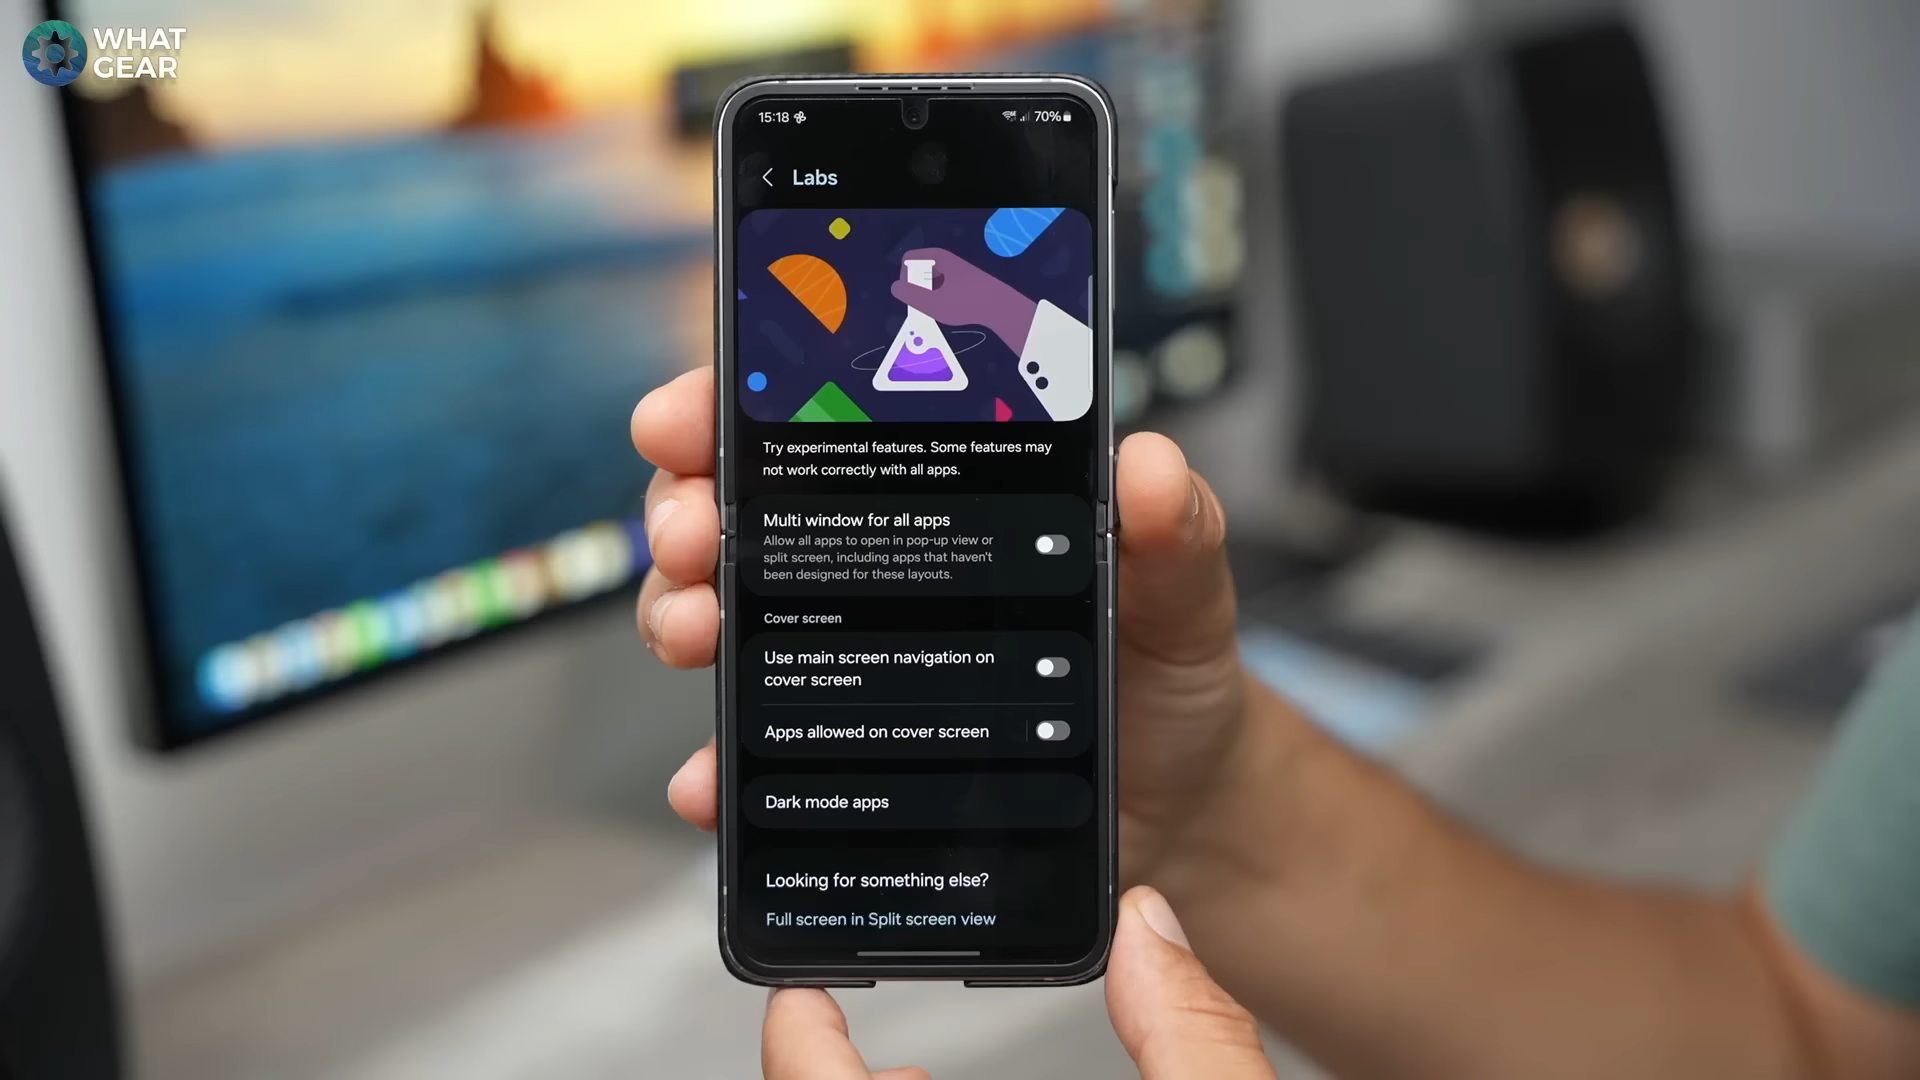 WHAT
GEAR
15:18
70%
Labs
Try experimental features. Some features may
not work correctly with all apps.
Multi window for all apps
Allow all apps to open in pop-up view or
split screen, including apps that haven't
been designed for these layouts.
Cover screen
Use main screen navigation on
cover screen
Apps allowed on cover screen
Dark mode apps
Looking for something else?
Full screen in Split screen view